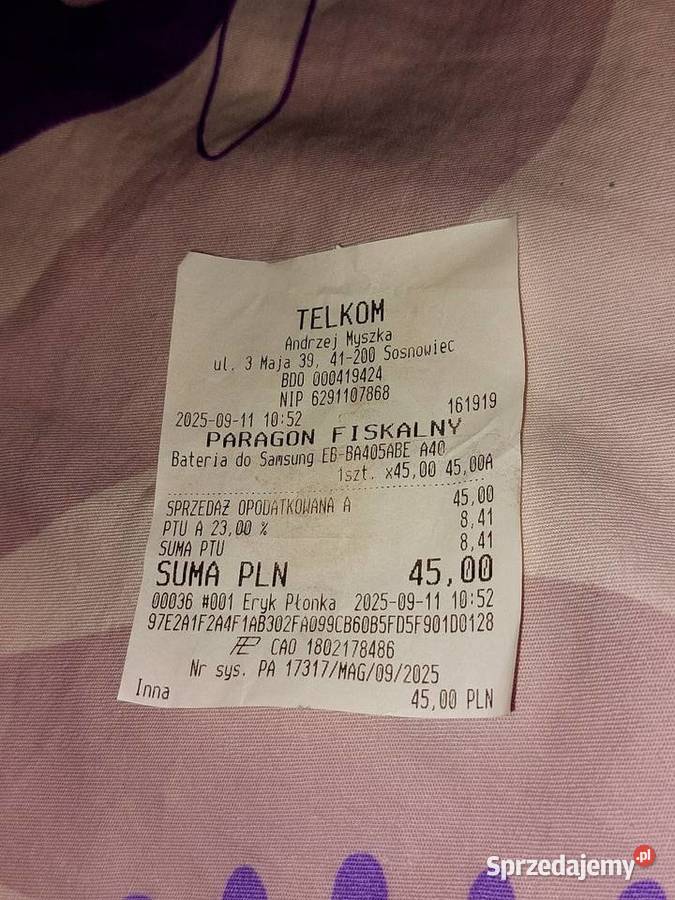 TELKOM
Andrzej Myszka
ul. 3 Maja 39, 41-200 Sosnowiec
BDO 000419424
NIP 6291107868
2025-09-11 10:52 161919
PARAGON FISKALNY
Bateria do Samsung EB-BA405ABE A40
1szt. x45,00 45,00A
SPRZEDAŻ OPODATKOWANA A 45,00
PTU A 23,00 % 8,41
SUMA PTU 8,41
SUMA PLN 45,00
00036 #001 Eryk Płonka 2025-09-11 10:52
97E2A1F2A4F1AB302FA099CB60B5FD5F901D0128
CAO 1802178486
Nr sys. PA 17317/MAG/09/2025
Inna 45,00 PLN
Sprzedajemy.pl